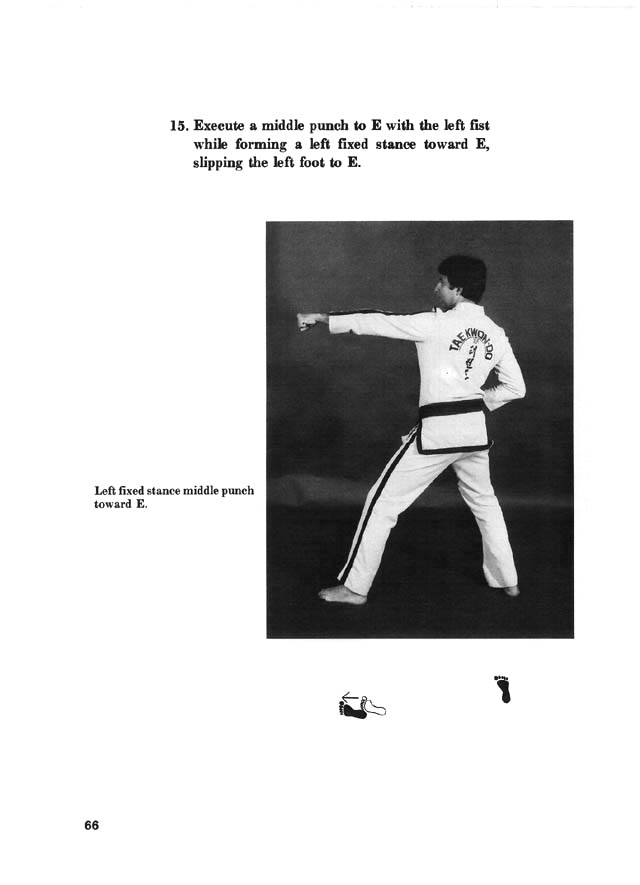 15. Execute a middle punch to E with the left fist
while forming a left fixed stance toward E,
slipping the left foot to E.
TAEKWON-DO
Left fixed stance middle punch
toward E.
66